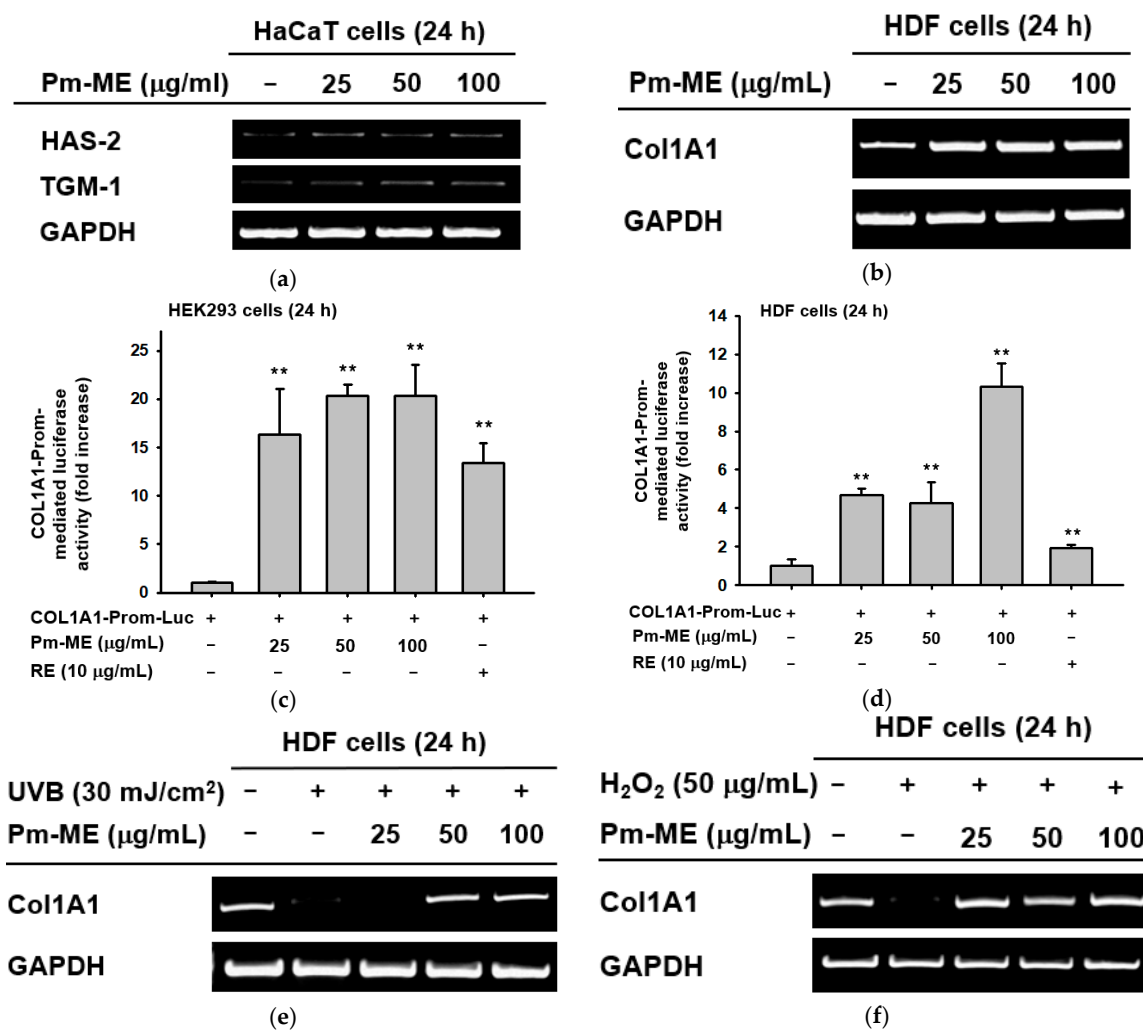 HaCaT cells (24 h)
Pm-ME (μg/ml) – 25 50 100
HAS-2
TGM-1
GAPDH
(a)
HDF cells (24 h)
Pm-ME (μg/mL) – 25 50 100
Col1A1
GAPDH
(b)
HEK293 cells (24 h)
COL1A1-Prom-
mediated luciferase
activity (fold increase)
25
20
15
10
5
0
** ** ** **
COL1A1-Prom-Luc + + + + +
Pm-ME (μg/mL) – 25 50 100 –
RE (10 μg/mL) – – – – +
(c)
HDF cells (24 h)
COL1A1-Prom-
mediated luciferase
activity (fold increase)
14
12
10
8
6
4
2
0
** ** ** **
COL1A1-Prom-Luc + + + + +
Pm-ME (μg/mL) – 25 50 100 –
RE (10 μg/mL) – – – – +
(d)
HDF cells (24 h)
UVB (30 mJ/cm²) – + + + +
Pm-ME (μg/mL) – – 25 50 100
Col1A1
GAPDH
(e)
HDF cells (24 h)
H₂O₂ (50 μg/mL) – + + + +
Pm-ME (μg/mL) – – 25 50 100
Col1A1
GAPDH
(f)